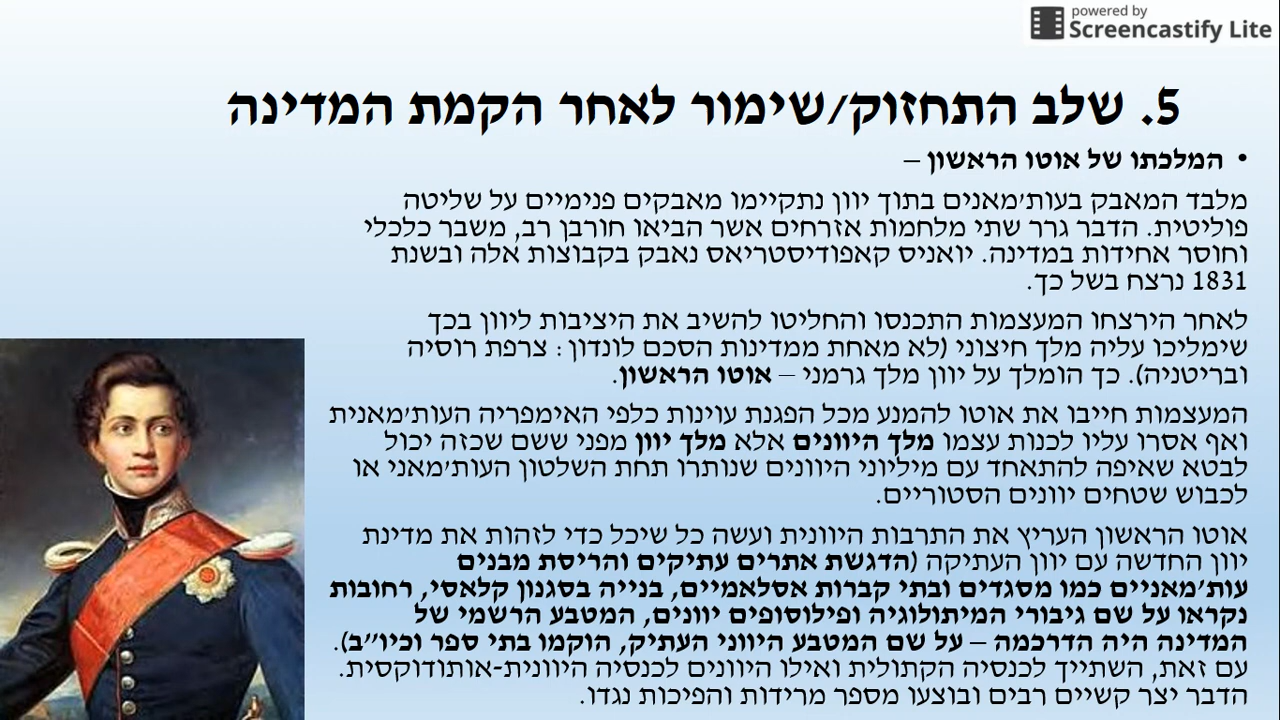 powered by
Screencastify Lite
5. שלב התחזוק/שימור לאחר הקמת המדינה
• המלכתו של אוטו הראשון –
מלבד המאבק בעות'מאנים בתוך יוון נתקיימו מאבקים פנימיים על שליטה
פוליטית. הדבר גרר שתי מלחמות אזרחים אשר הביאו חורבן רב, משבר כלכלי
וחוסר אחידות במדינה. יואניס קאפודיסטריאס נאבק בקבוצות אלה ובשנת
1831 נרצח בשל כך.
לאחר הירצחו המעצמות התכנסו והחליטו להשיב את היציבות ליוון בכך
שימליכו עליה מלך חיצוני (לא מאחת ממדינות הסכם לונדון: צרפת רוסיה
ובריטניה). כך הומלך על יוון מלך גרמני – אוטו הראשון.
המעצמות חייבו את אוטו להמנע מכל הפגנת עוינות כלפי האימפריה העות'מאנית
ואף אסרו עליו לכנות עצמו מלך היוונים אלא מלך יוון מפני ששם שכזה יכול
לבטא שאיפה להתאחד עם מיליוני היוונים שנותרו תחת השלטון העות'מאני או
לכבוש שטחים יוונים הסטוריים.
אוטו הראשון העריץ את התרבות היוונית ועשה כל שיכל כדי לזהות את מדינת
יוון החדשה עם יוון העתיקה (הדגשת אתרים עתיקים והריסת מבנים
עות'מאניים כמו מסגדים ובתי קברות אסלאמיים, בנייה בסגנון קלאסי, רחובות
נקראו על שם גיבורי המיתולוגיה ופילוסופים יוונים, המטבע הרשמי של
המדינה היה הדרכמה – על שם המטבע היווני העתיק, הוקמו בתי ספר וכיו"ב).
עם זאת, השתייך לכנסיה הקתולית ואילו היוונים לכנסיה היוונית-אותודוקסית.
הדבר יצר קשיים רבים ובוצעו מספר מרידות והפיכות נגדו.